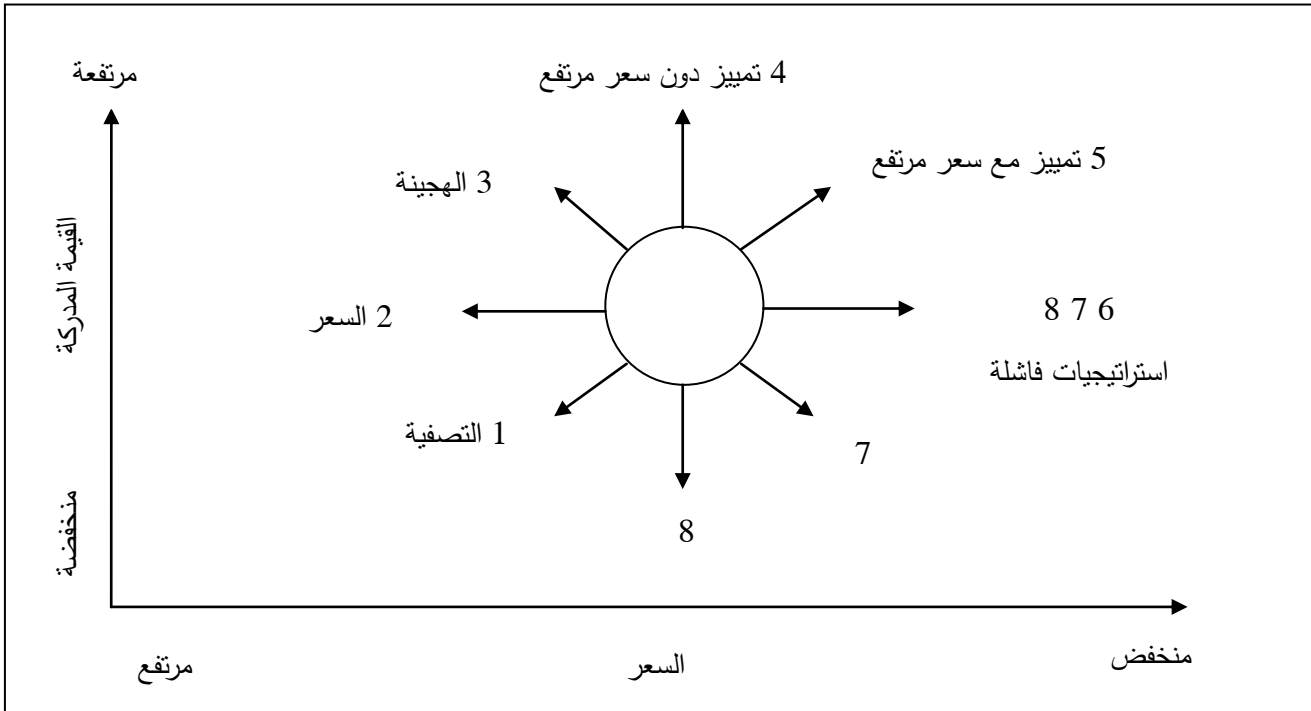 مرتفعة
4 تمييز دون سعر مرتفع
5 تمييز مع سعر مرتفع
3 الهجينة
القيمة المدركة
2 السعر
6 7 8
استراتيجيات فاشلة
1 التصفية
7
منخفضة
8
منخفض
السعر
مرتفع